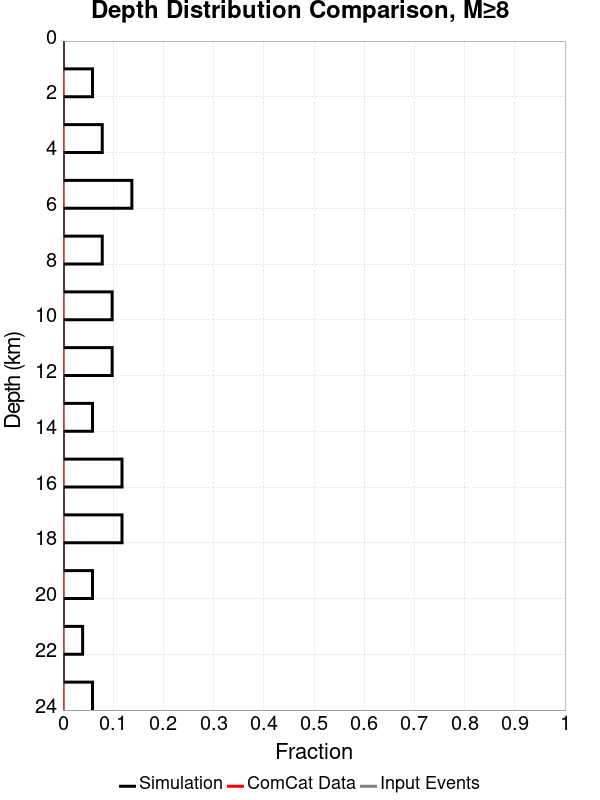 Depth Distribution Comparison, M≥8
0
2
4
6
8
10
12
14
16
18
20
22
24
Depth (km)
0 0.1 0.2 0.3 0.4 0.5 0.6 0.7 0.8 0.9 1
Fraction
Simulation ComCat Data Input Events